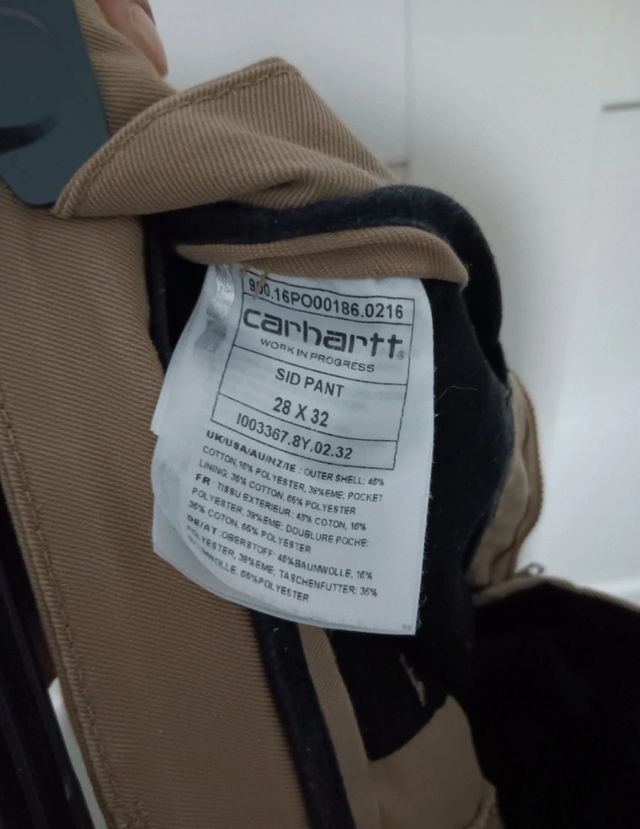 900.16PO00186.0216
carhartt®
WORK IN PROGRESS
SID PANT
28 X 32
I003367.8Y.02.32
UK/USA/AU/NZ/IE : OUTER SHELL: 46%
COTTON, 16% POLYESTER, 38%EME; POCKET
LINING: 35% COTTON, 65% POLYESTER
FR : TISSU EXTERIEUR: 46% COTON, 16%
POLYESTER, 38%EME; DOUBLURE POCHE:
35% COTON, 65% POLYESTER
DE/AT :OBERSTOFF: 46%BAUMWOLLE, 16%
POLYESTER, 38%EME; TASCHENFUTTER: 35%
BAUMWOLLE, 65%POLYESTER